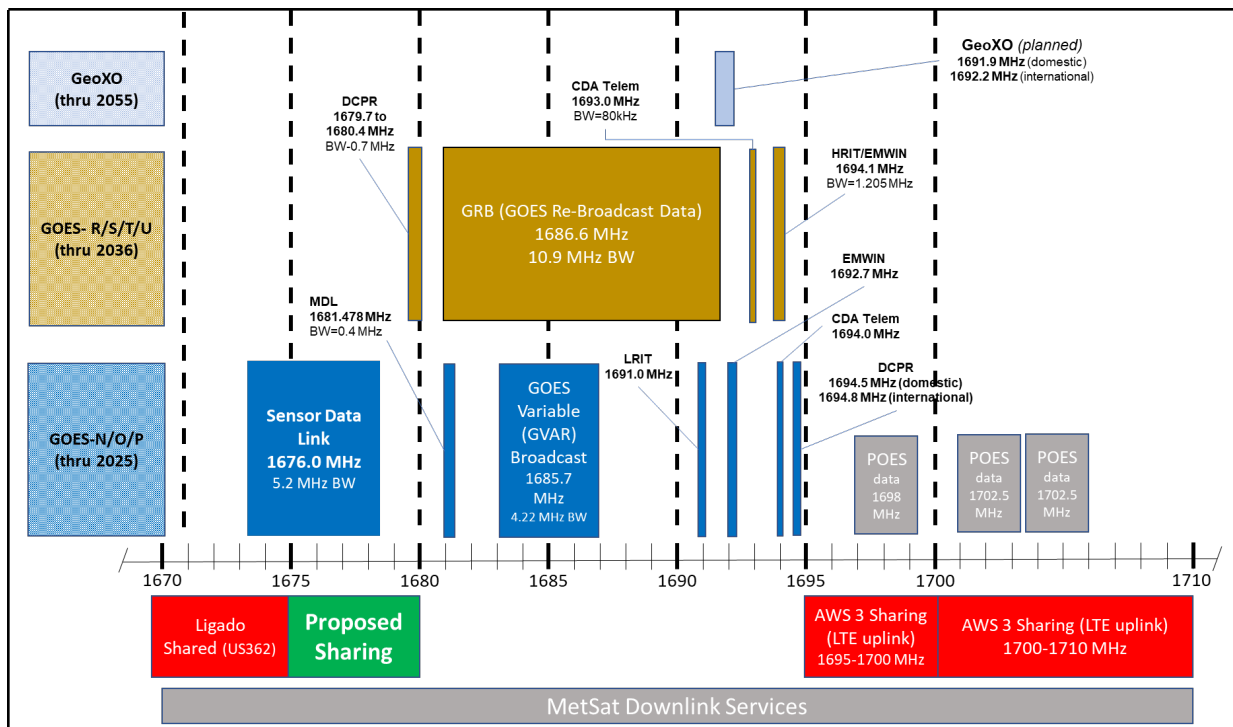 GeoXO
(thru 2055)
GeoXO (planned)
1691.9 MHz (domestic)
1692.2 MHz (international)
CDA Telem
1693.0 MHz
BW=80kHz
DCPR
1679.7 to
1680.4 MHz
BW-0.7 MHz
HRIT/EMWIN
1694.1 MHz
BW=1.205 MHz
GOES- R/S/T/U
(thru 2036)
GRB (GOES Re-Broadcast Data)
1686.6 MHz
10.9 MHz BW
EMWIN
1692.7 MHz
MDL
1681.478 MHz
BW=0.4 MHz
CDA Telem
1694.0 MHz
LRIT
1691.0 MHz
DCPR
1694.5 MHz (domestic)
1694.8 MHz (international)
GOES-N/O/P
(thru 2025)
Sensor Data
Link
1676.0 MHz
5.2 MHz BW
GOES
Variable
(GVAR)
Broadcast
1685.7
MHz
4.22 MHz BW
POES
data
1698
MHz
POES
data
1702.5
MHz
POES
data
1702.5
MHz
1670
1675
1680
1685
1690
1695
1700
1710
Ligado
Shared (US362)
Proposed
Sharing
AWS 3 Sharing
(LTE uplink)
1695-1700 MHz
AWS 3 Sharing (LTE uplink)
1700-1710 MHz
MetSat Downlink Services